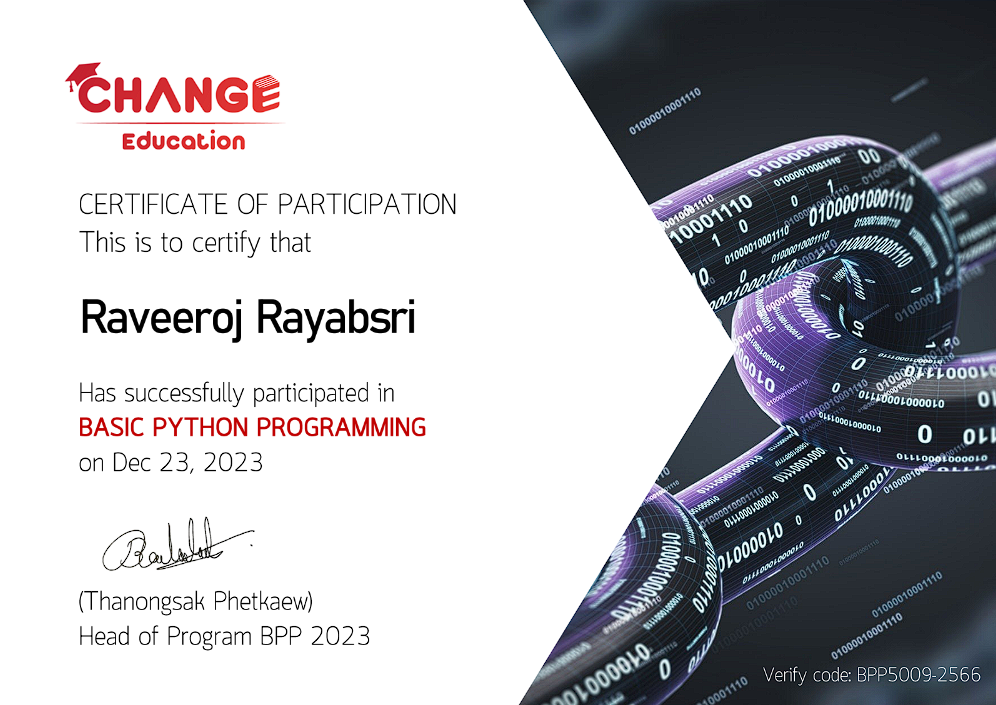 CHANGE
Education
CERTIFICATE OF PARTICIPATION
This is to certify that
Raveeroj Rayabsri
Has successfully participated in
BASIC PYTHON PROGRAMMING
on Dec 23, 2023
(Thanongsak Phetkaew)
Head of Program BPP 2023
Verify code: BPP5009-2566